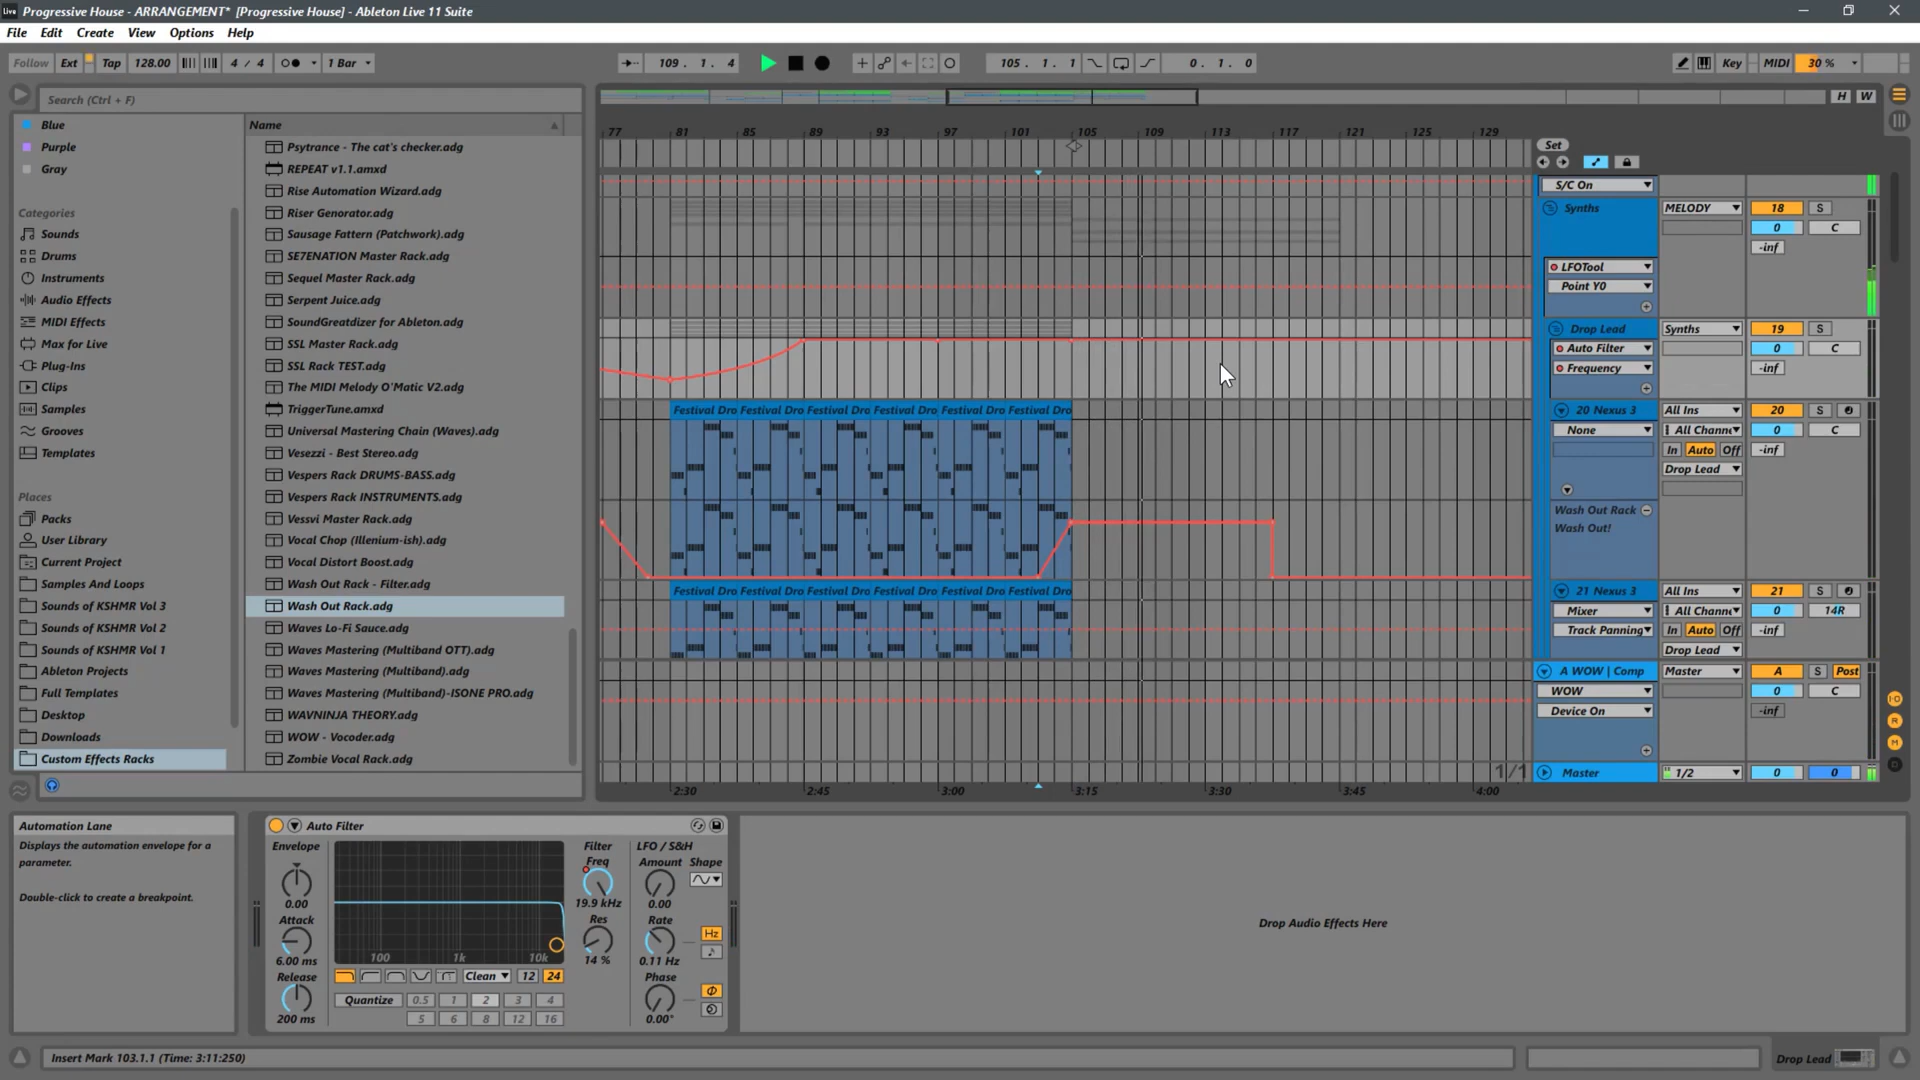 Live Progressive House - ARRANGEMENT* [Progressive House] - Ableton Live 11 Suite
File Edit Create View Options Help
Follow Ext Tap 128.00 4 / 4 1 Bar 109. 1. 4 105. 1. 1 0. 1. 0 Key MIDI 30 %
Search (Ctrl + F)
H W
Blue
Purple
Gray
Categories
Sounds
Drums
Instruments
Audio Effects
MIDI Effects
Max for Live
Plug-Ins
Clips
Samples
Grooves
Templates
Places
Packs
User Library
Current Project
Samples And Loops
Sounds of KSHMR Vol 3
Sounds of KSHMR Vol 2
Sounds of KSHMR Vol 1
Ableton Projects
Full Templates
Desktop
Downloads
Custom Effects Racks
Name
Psytrance - The cat's checker.adg
REPEAT v1.1.amxd
Rise Automation Wizard.adg
Riser Genorator.adg
Sausage Fattern (Patchwork).adg
SE7ENATION Master Rack.adg
Sequel Master Rack.adg
Serpent Juice.adg
SoundGreatdizer for Ableton.adg
SSL Master Rack.adg
SSL Rack TEST.adg
The MIDI Melody O'Matic V2.adg
TriggerTune.amxd
Universal Mastering Chain (Waves).adg
Vesezzi - Best Stereo.adg
Vespers Rack DRUMS-BASS.adg
Vespers Rack INSTRUMENTS.adg
Vessvi Master Rack.adg
Vocal Chop (Illenium-ish).adg
Vocal Distort Boost.adg
Wash Out Rack - Filter.adg
Wash Out Rack.adg
Waves Lo-Fi Sauce.adg
Waves Mastering (Multiband OTT).adg
Waves Mastering (Multiband).adg
Waves Mastering (Multiband)-ISONE PRO.adg
WAVNINJA THEORY.adg
WOW - Vocoder.adg
Zombie Vocal Rack.adg
77 81 85 89 93 97 101 105 109 113 117 121 125 129
Set
S/C On
Synths MELODY 18 S
0 C
-inf
LFOTool
Point Y0
Drop Lead Synths 19 S
Auto Filter 0 C
Frequency -inf
Festival Dro Festival Dro Festival Dro Festival Dro Festival Dro Festival Dro
20 Nexus 3 All Ins 20 S
None All Channe 0 C
In Auto Off -inf
Drop Lead
Wash Out Rack
Wash Out!
Festival Dro Festival Dro Festival Dro Festival Dro Festival Dro Festival Dro
21 Nexus 3 All Ins 21 S
Mixer All Channe 0 14R
Track Panning In Auto Off -inf
Drop Lead
A WOW | Comp Master A S Post
WOW 0 C
Device On -inf
1/1 Master 1/2 0 0
2:30 2:45 3:00 3:15 3:30 3:45 4:00
Automation Lane
Displays the automation envelope for a
parameter.
Double-click to create a breakpoint.
Auto Filter
Envelope
0.00
Attack
6.00 ms
Release
200 ms
100 1k 10k
Clean 12 24
Quantize 0.5 1 2 3 4
5 6 8 12 16
Filter
Freq
19.9 kHz
Res
14 %
LFO / S&H
Amount Shape
0.00
Rate
Hz
0.11 Hz
Phase
0.00°
Drop Audio Effects Here
Insert Mark 103.1.1 (Time: 3:11:250)
Drop Lead